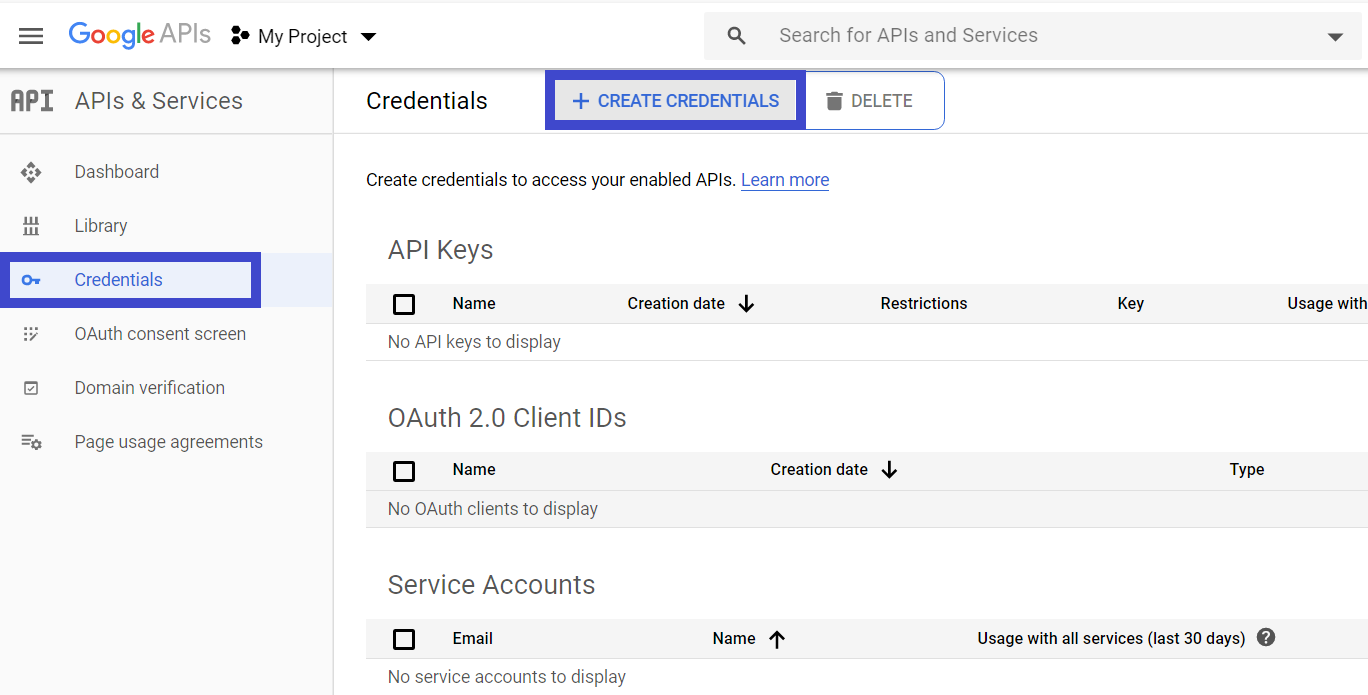 Google APIs My Project Search for APIs and Services
API APIs & Services
Credentials + CREATE CREDENTIALS DELETE
Dashboard
Library
Credentials
OAuth consent screen
Domain verification
Page usage agreements
Create credentials to access your enabled APIs. Learn more
API Keys
Name Creation date Restrictions Key Usage with
No API keys to display
OAuth 2.0 Client IDs
Name Creation date Type
No OAuth clients to display
Service Accounts
Email Name Usage with all services (last 30 days) ?
No service accounts to display